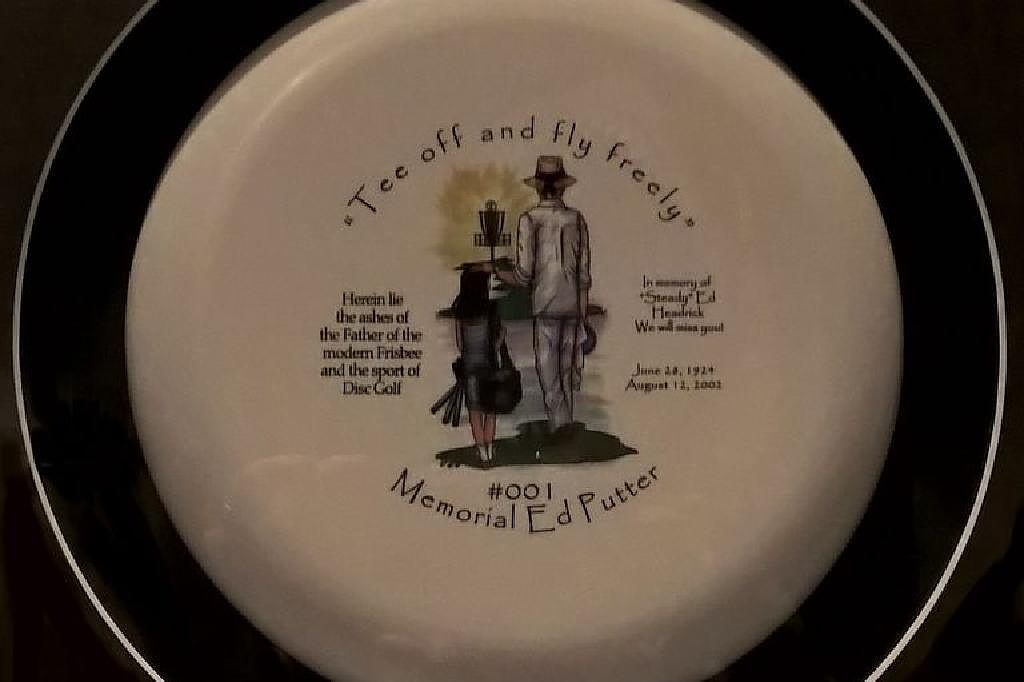 "Tee off and fly freely"
Herein lie
the ashes of
the Father of the
modern Frisbee
and the sport of
Disc Golf
In memory of
"Steady" Ed
Headrick
We will miss you!
June 28, 1924
August 12, 2002
#001
Memorial Ed Putter